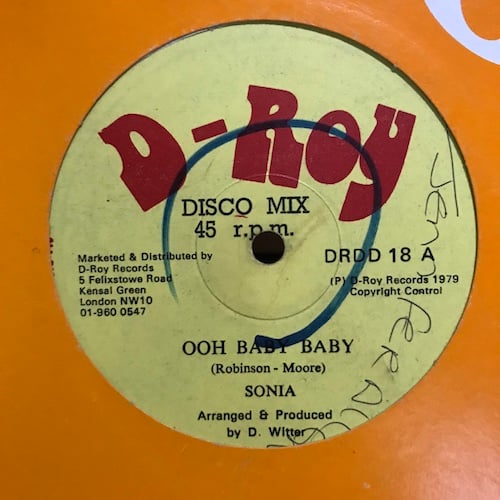 D-Roy
DISCO MIX
45 r.p.m.
DRDD 18 A
Marketed & Distributed by
D-Roy Records
5 Felixstowe Road
Kensal Green
London NW10
01-960 0547
(P) D-Roy Records 1979
Copyright Control
OOH BABY BABY
(Robinson - Moore)
SONIA
Arranged & Produced
by D. Witter